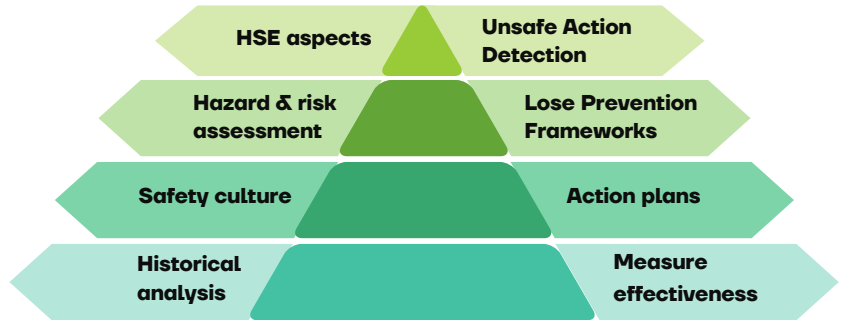 HSE aspects
Unsafe Action
Detection
Hazard & risk
assessment
Lose Prevention
Frameworks
Safety culture
Action plans
Historical
analysis
Measure
effectiveness